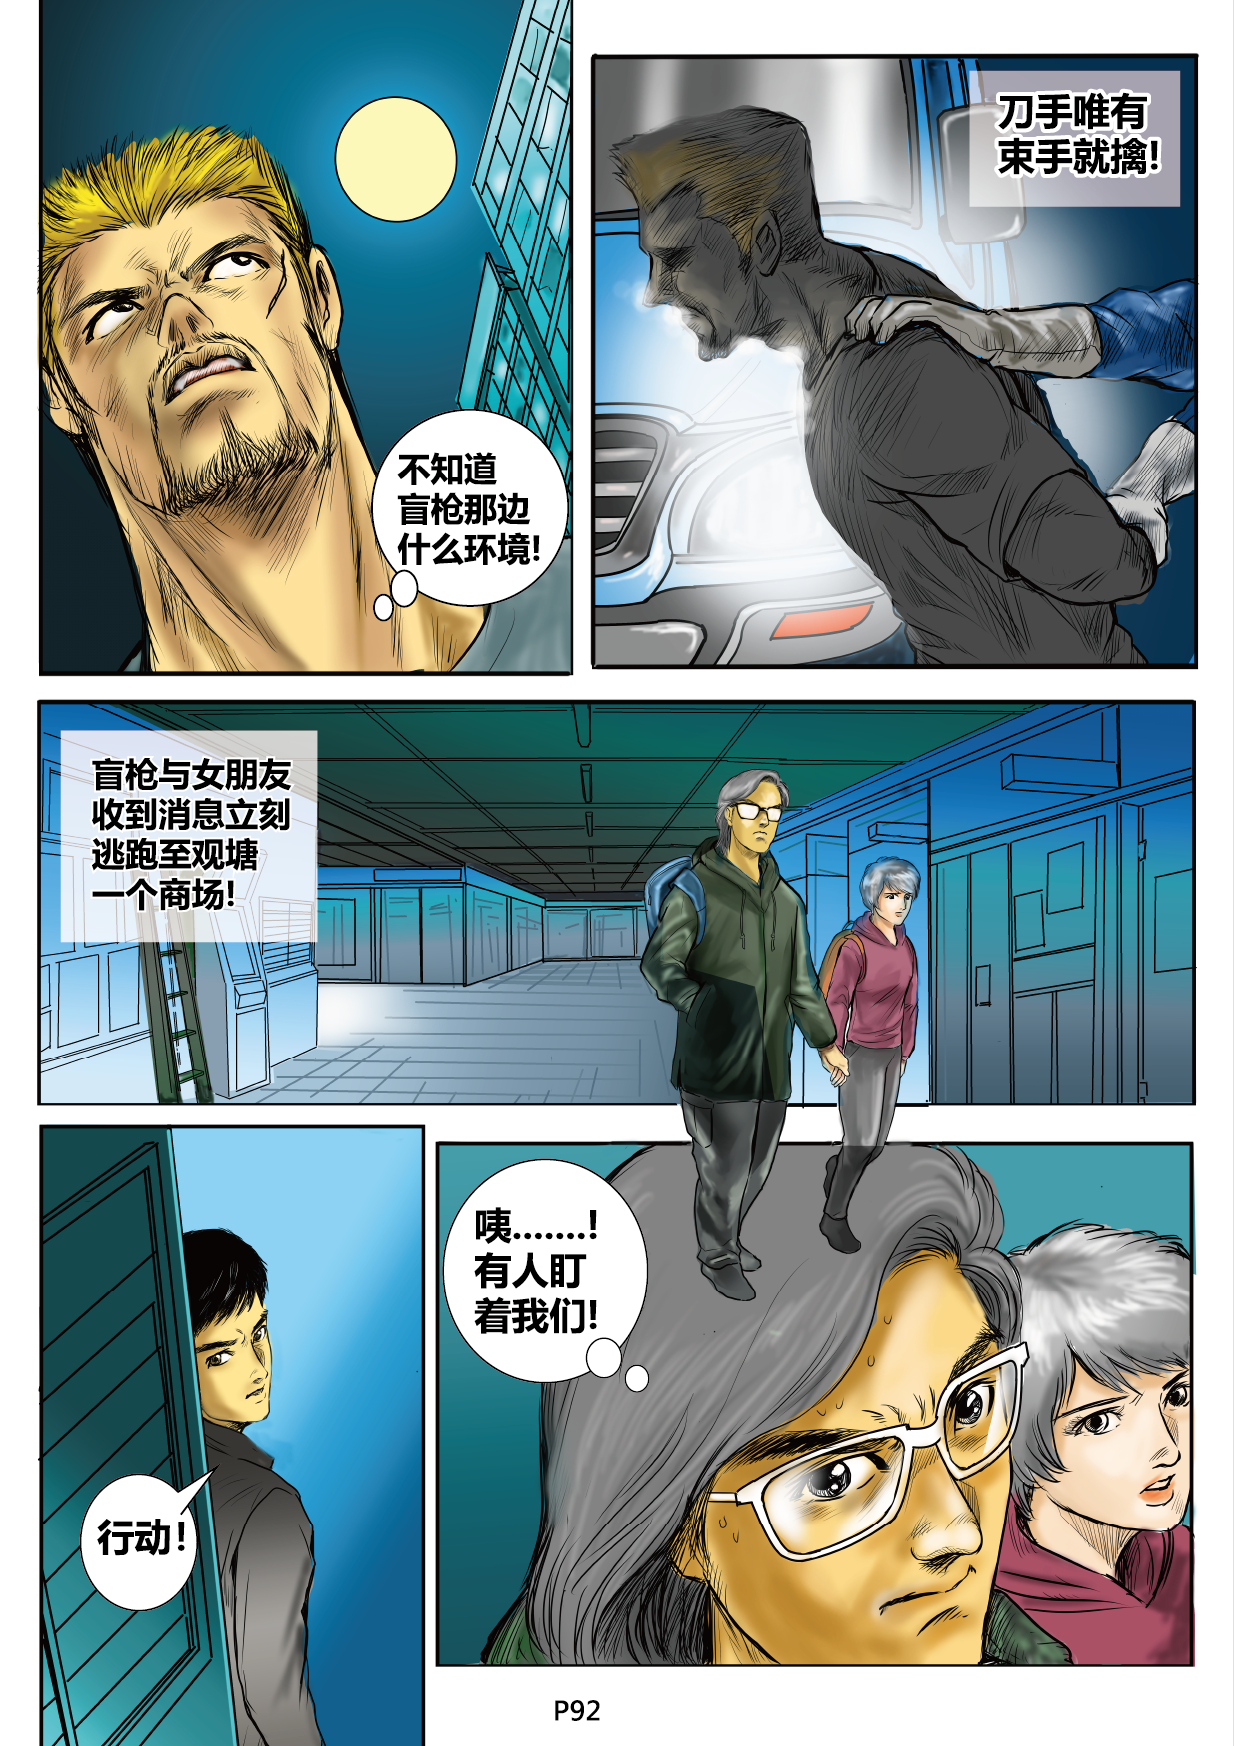 不知道
盲枪那边
什么环境!
刀手唯有
束手就擒!
盲枪与女朋友
收到消息立刻
逃跑至观塘
一个商场!
行动!
咦.......!
有人盯
着我们!
P92